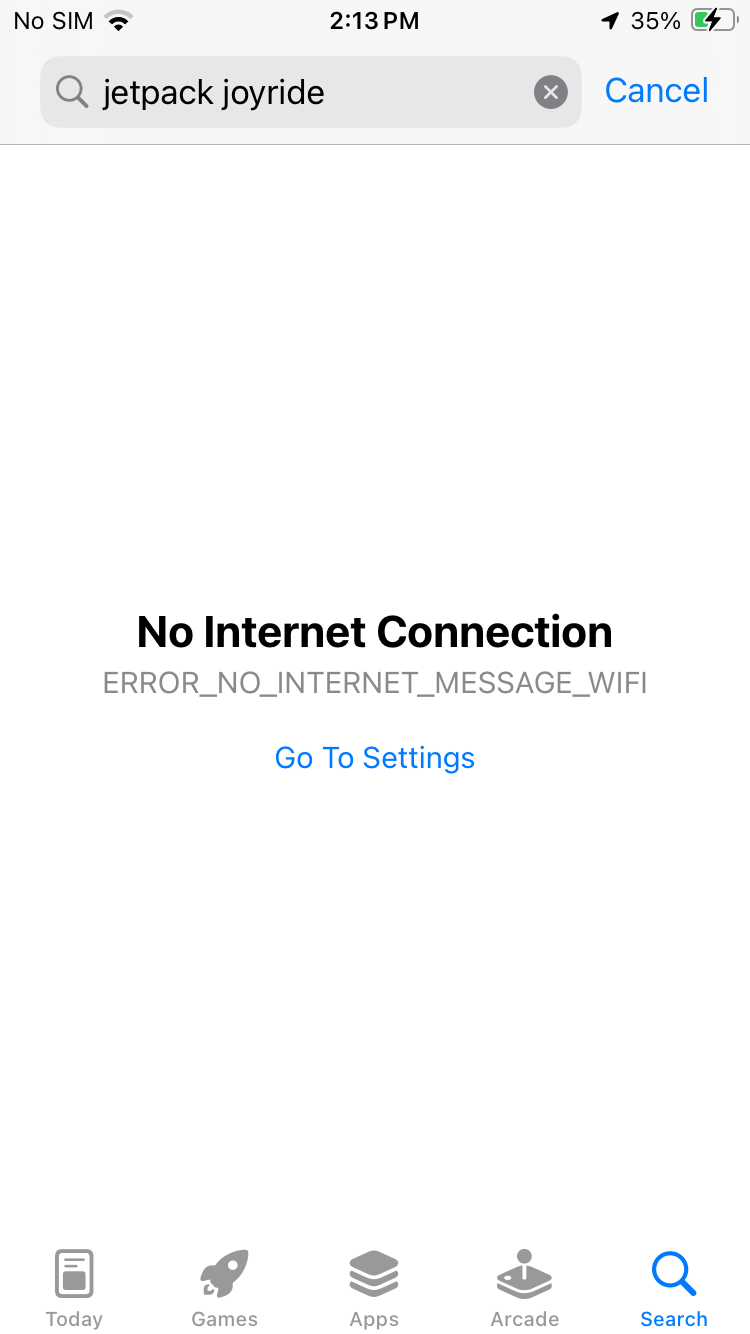 No SIM 2:13 PM 35%
jetpack joyride Cancel
No Internet Connection
ERROR_NO_INTERNET_MESSAGE_WIFI
Go To Settings
Today Games Apps Arcade Search